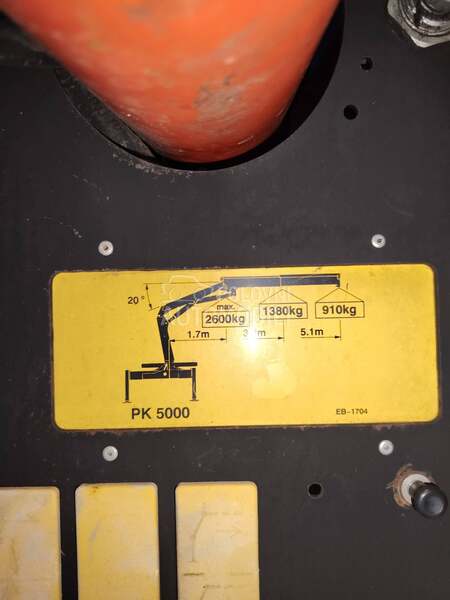 20°
max.
2600kg
1380kg
910kg
1.7m
5.1m
PK 5000
EB-1704